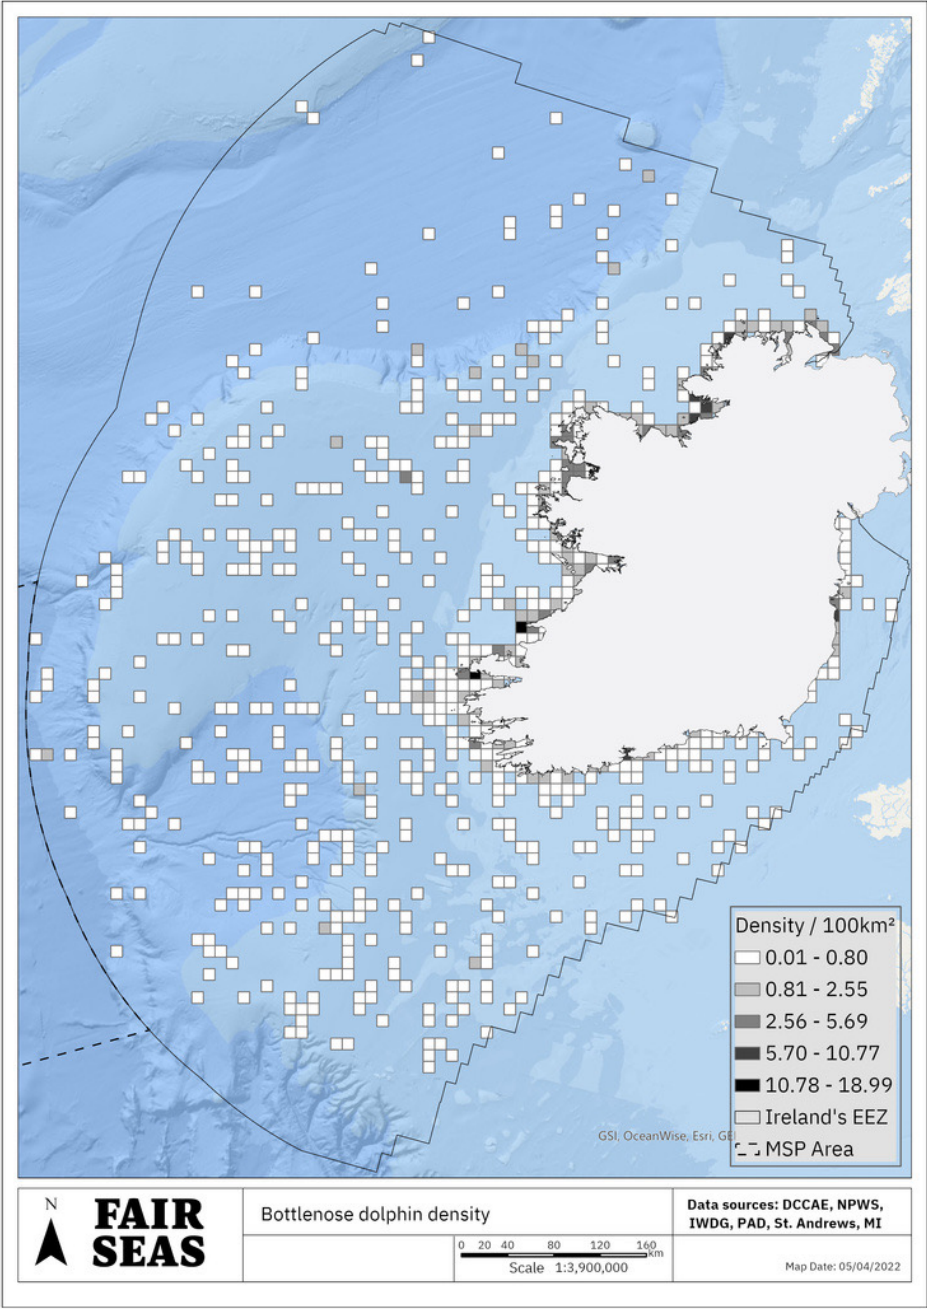 Density / 100km²
0.01 - 0.80
0.81 - 2.55
2.56 - 5.69
5.70 - 10.77
10.78 - 18.99
Ireland's EEZ
MSP Area
GSI, OceanWise, Esri, GE
N
FAIR
SEAS
Bottlenose dolphin density
0 20 40 80 120 160
km
Scale 1:3,900,000
Data sources: DCCAE, NPWS,
IWDG, PAD, St. Andrews, MI
Map Date: 05/04/2022